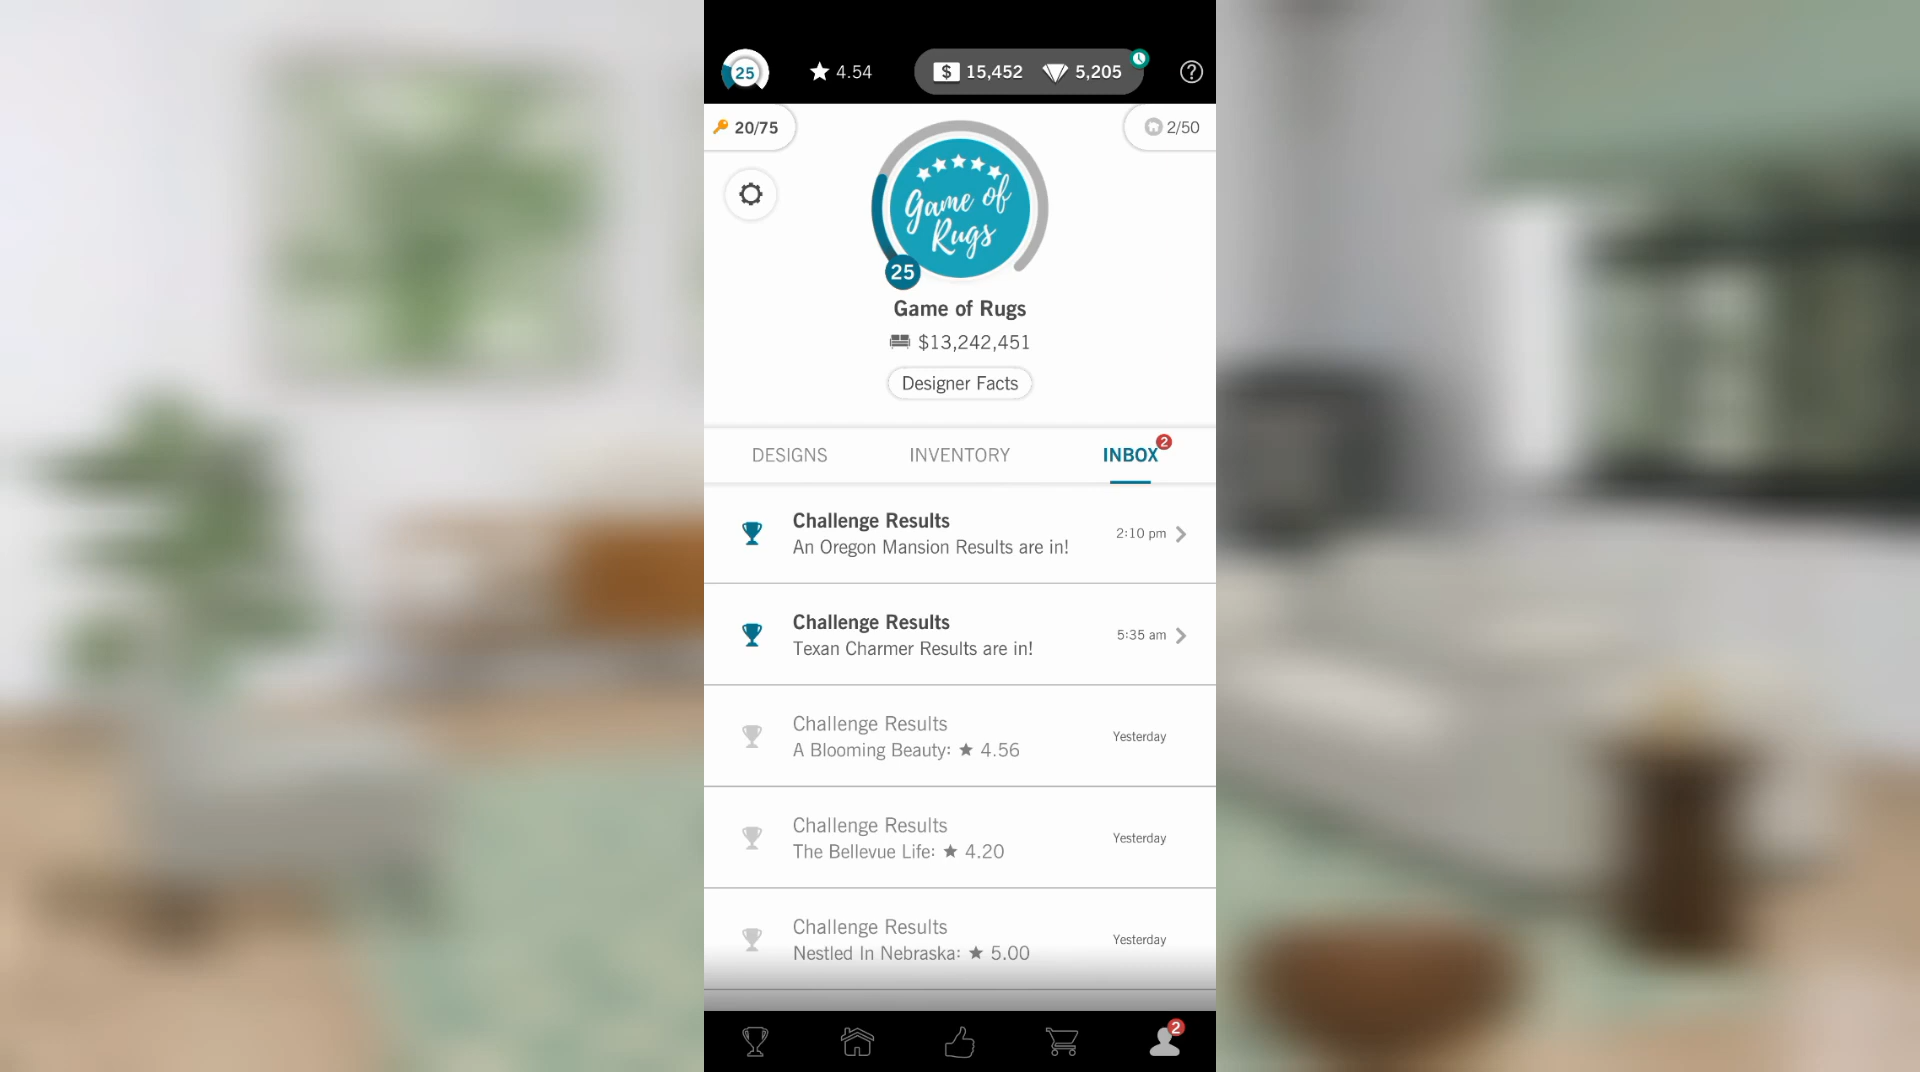 25
4.54
$ 15,452
5,205
?
20/75
2/50
Game of
Rugs
25
Game of Rugs
$13,242,451
Designer Facts
DESIGNS
INVENTORY
INBOX
2
Challenge Results
An Oregon Mansion Results are in!
2:10 pm
Challenge Results
Texan Charmer Results are in!
5:35 am
Challenge Results
A Blooming Beauty: ★ 4.56
Yesterday
Challenge Results
The Bellevue Life: ★ 4.20
Yesterday
Challenge Results
Nestled In Nebraska: ★ 5.00
Yesterday
2